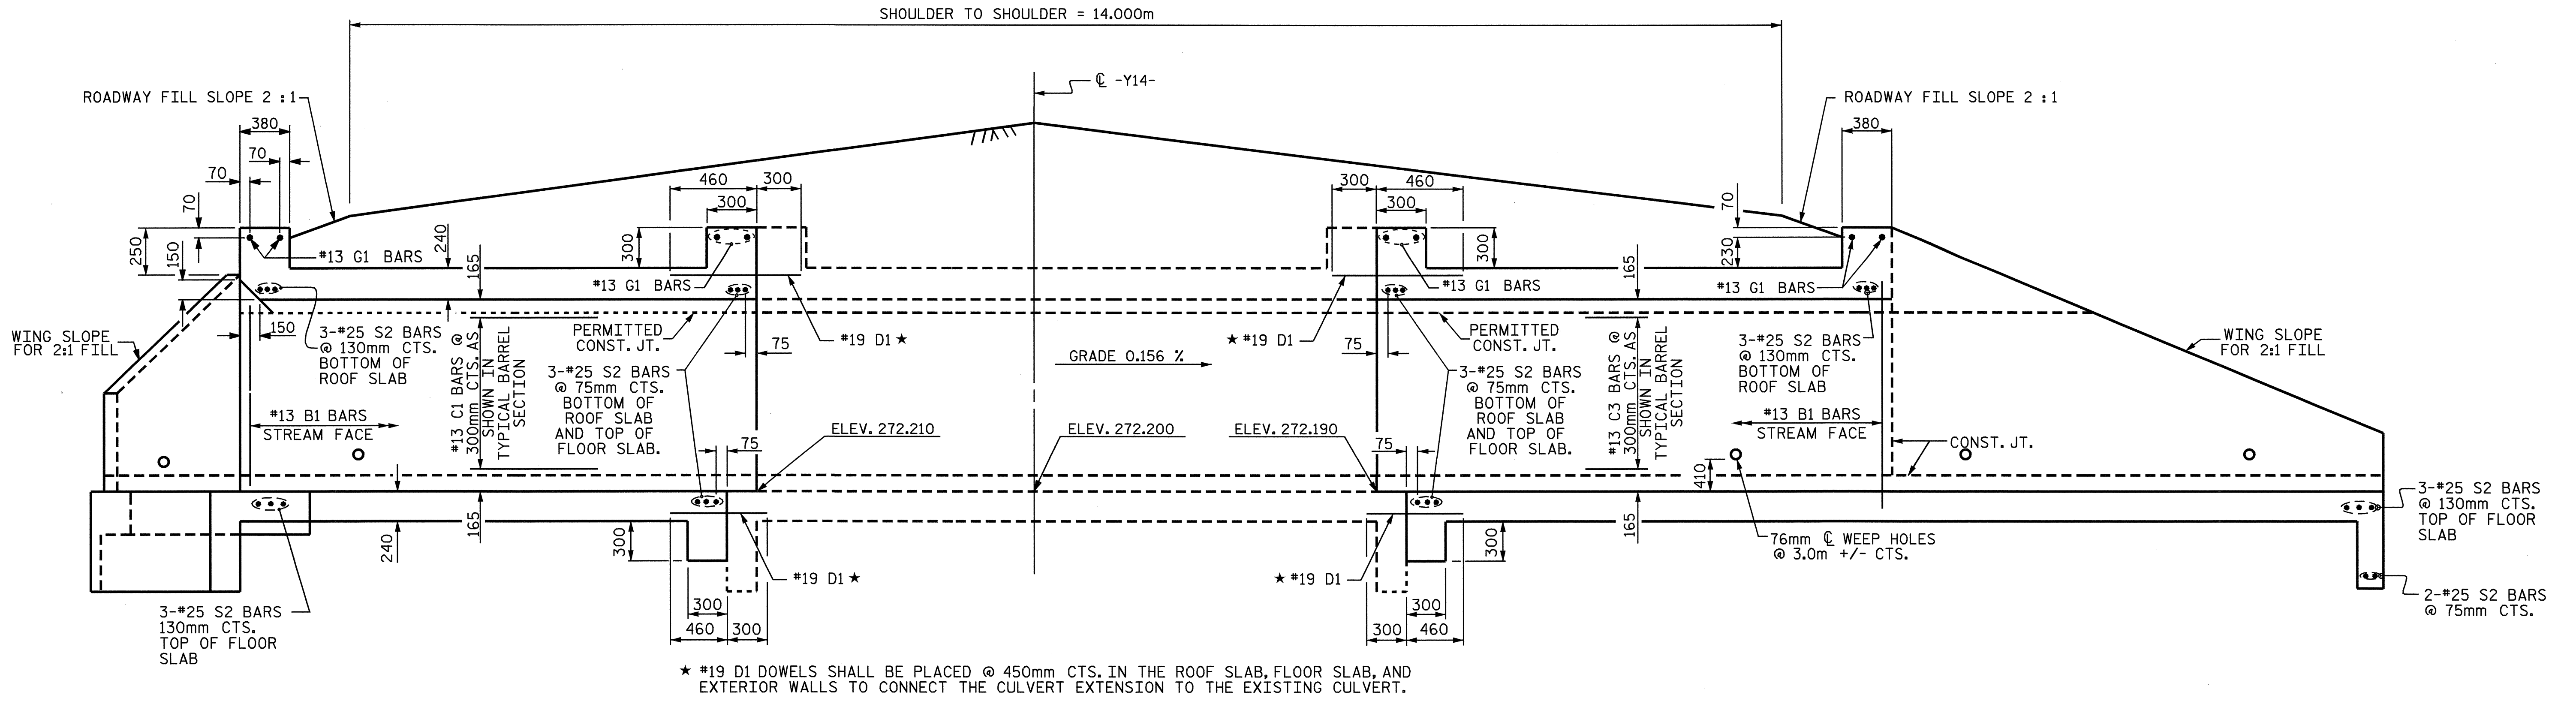 SHOULDER TO SHOULDER = 14.000m
℄ -Y14-
ROADWAY FILL SLOPE 2 : 1
ROADWAY FILL SLOPE 2 : 1
380
70
70
70
250
150
#13 G1 BARS
240
165
460
300
300
300
#13 G1 BARS
300
460
300
300
#13 G1 BARS
165
380
70
230
#13 G1 BARS
WING SLOPE
FOR 2:1 FILL
150
3-#25 S2 BARS
@ 130mm CTS.
BOTTOM OF
ROOF SLAB
#13 C1 BARS @
300mm CTS. AS
SHOWN IN
TYPICAL BARREL
SECTION
PERMITTED
CONST. JT.
75
#19 D1 ★
3-#25 S2 BARS
@ 75mm CTS.
BOTTOM OF
ROOF SLAB
AND TOP OF
FLOOR SLAB.
GRADE 0.156 %
★ #19 D1
75
PERMITTED
CONST. JT.
3-#25 S2 BARS
@ 75mm CTS.
BOTTOM OF
ROOF SLAB
AND TOP OF
FLOOR SLAB.
#13 C3 BARS @
300mm CTS. AS
SHOWN IN
TYPICAL BARREL
SECTION
3-#25 S2 BARS
@ 130mm CTS.
BOTTOM OF
ROOF SLAB
WING SLOPE
FOR 2:1 FILL
#13 B1 BARS
STREAM FACE
75
ELEV. 272.210
ELEV. 272.200
ELEV. 272.190
75
#13 B1 BARS
STREAM FACE
CONST. JT.
410
240
165
300
#19 D1 ★
★ #19 D1
300
165
76mm ℄ WEEP HOLES
@ 3.0m +/- CTS.
3-#25 S2 BARS
@ 130mm CTS.
TOP OF FLOOR
SLAB
2-#25 S2 BARS
@ 75mm CTS.
3-#25 S2 BARS
130mm CTS.
TOP OF FLOOR
SLAB
300
460
300
300
300
460
★ #19 D1 DOWELS SHALL BE PLACED @ 450mm CTS. IN THE ROOF SLAB, FLOOR SLAB, AND
EXTERIOR WALLS TO CONNECT THE CULVERT EXTENSION TO THE EXISTING CULVERT.